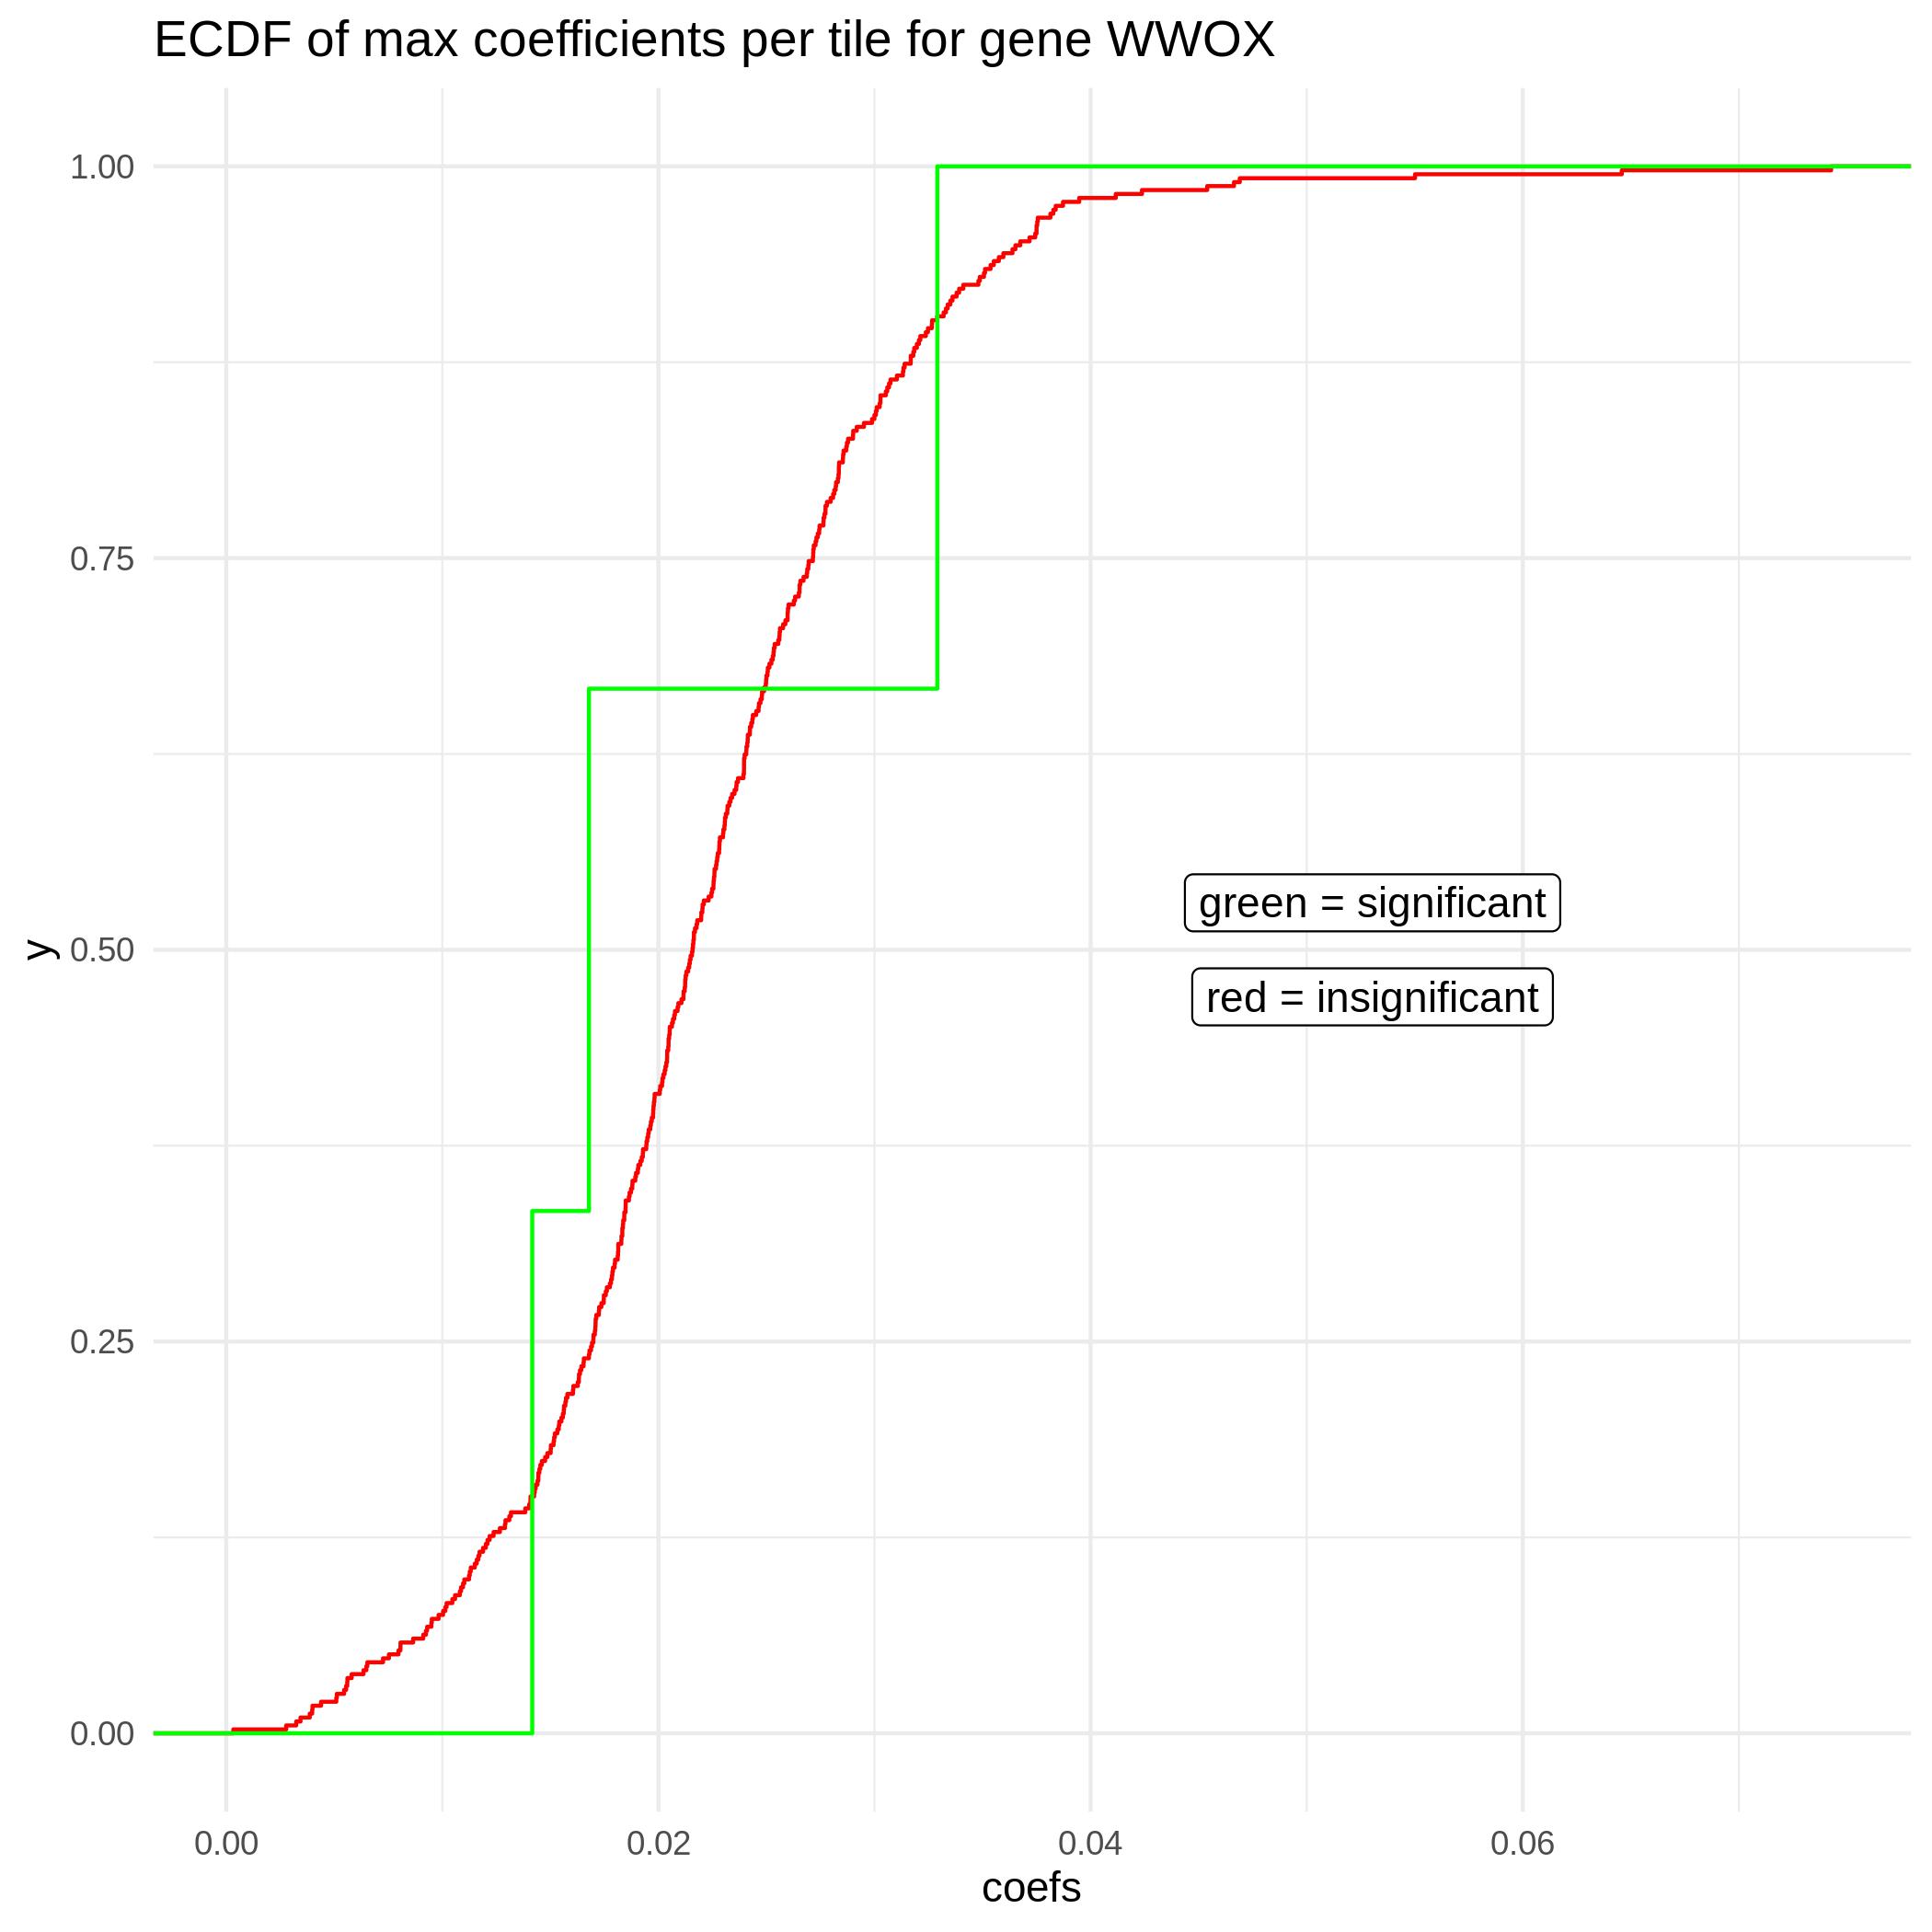 ECDF of max coefficients per tile for gene WWOX
1.00
0.75
0.50
0.25
0.00
y
green = significant
red = insignificant
0.00 0.02 0.04 0.06
coefs